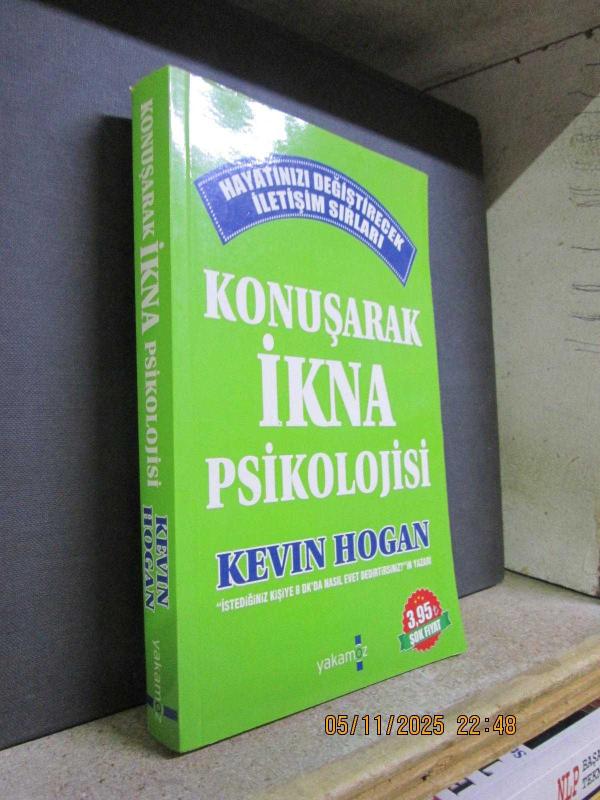 HAYATINIZI DEĞİŞTİRECEK
İLETİŞİM SIRLARI
KONUŞARAK
İKNA
PSİKOLOJİSİ
KEVIN HOGAN
"İSTEDİĞİNİZ KİŞİYE 8 DK'DA NASIL EVET DEDİRTİRSİNİZ?"İN YAZARI
3,95₺
ŞOK FİYAT
yakamoz
KONUŞARAK İKNA PSİKOLOJİSİ
KEVIN
HOGAN
yakamoz
05/11/2025 22:48
NLP
BAŞA
TEKN